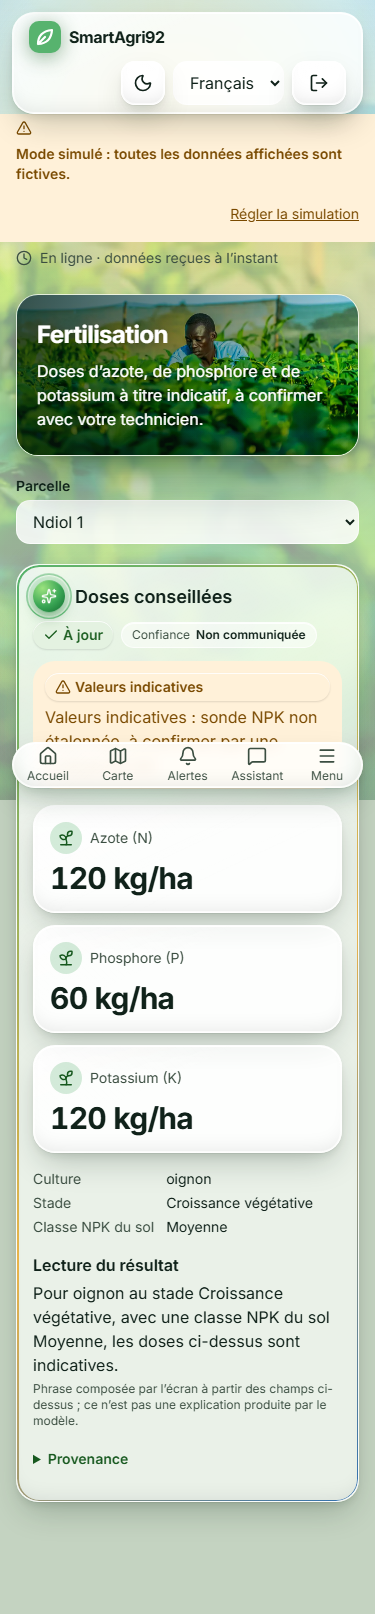 SmartAgri92
Français
Mode simulé : toutes les données affichées sont
fictives.
Régler la simulation
En ligne · données reçues à l’instant
Fertilisation
Doses d’azote, de phosphore et de
potassium à titre indicatif, à confirmer
avec votre technicien.
Parcelle
Ndiol 1
Doses conseillées
À jour
Confiance Non communiquée
Valeurs indicatives
Valeurs indicatives : sonde NPK non
étalonnée, à confirmer par une
Accueil
Carte
Alertes
Assistant
Menu
Azote (N)
120 kg/ha
Phosphore (P)
60 kg/ha
Potassium (K)
120 kg/ha
Culture oignon
Stade Croissance végétative
Classe NPK du sol Moyenne
Lecture du résultat
Pour oignon au stade Croissance
végétative, avec une classe NPK du sol
Moyenne, les doses ci-dessus sont
indicatives.
Phrase composée par l’écran à partir des champs ci-
dessus ; ce n’est pas une explication produite par le
modèle.
Provenance